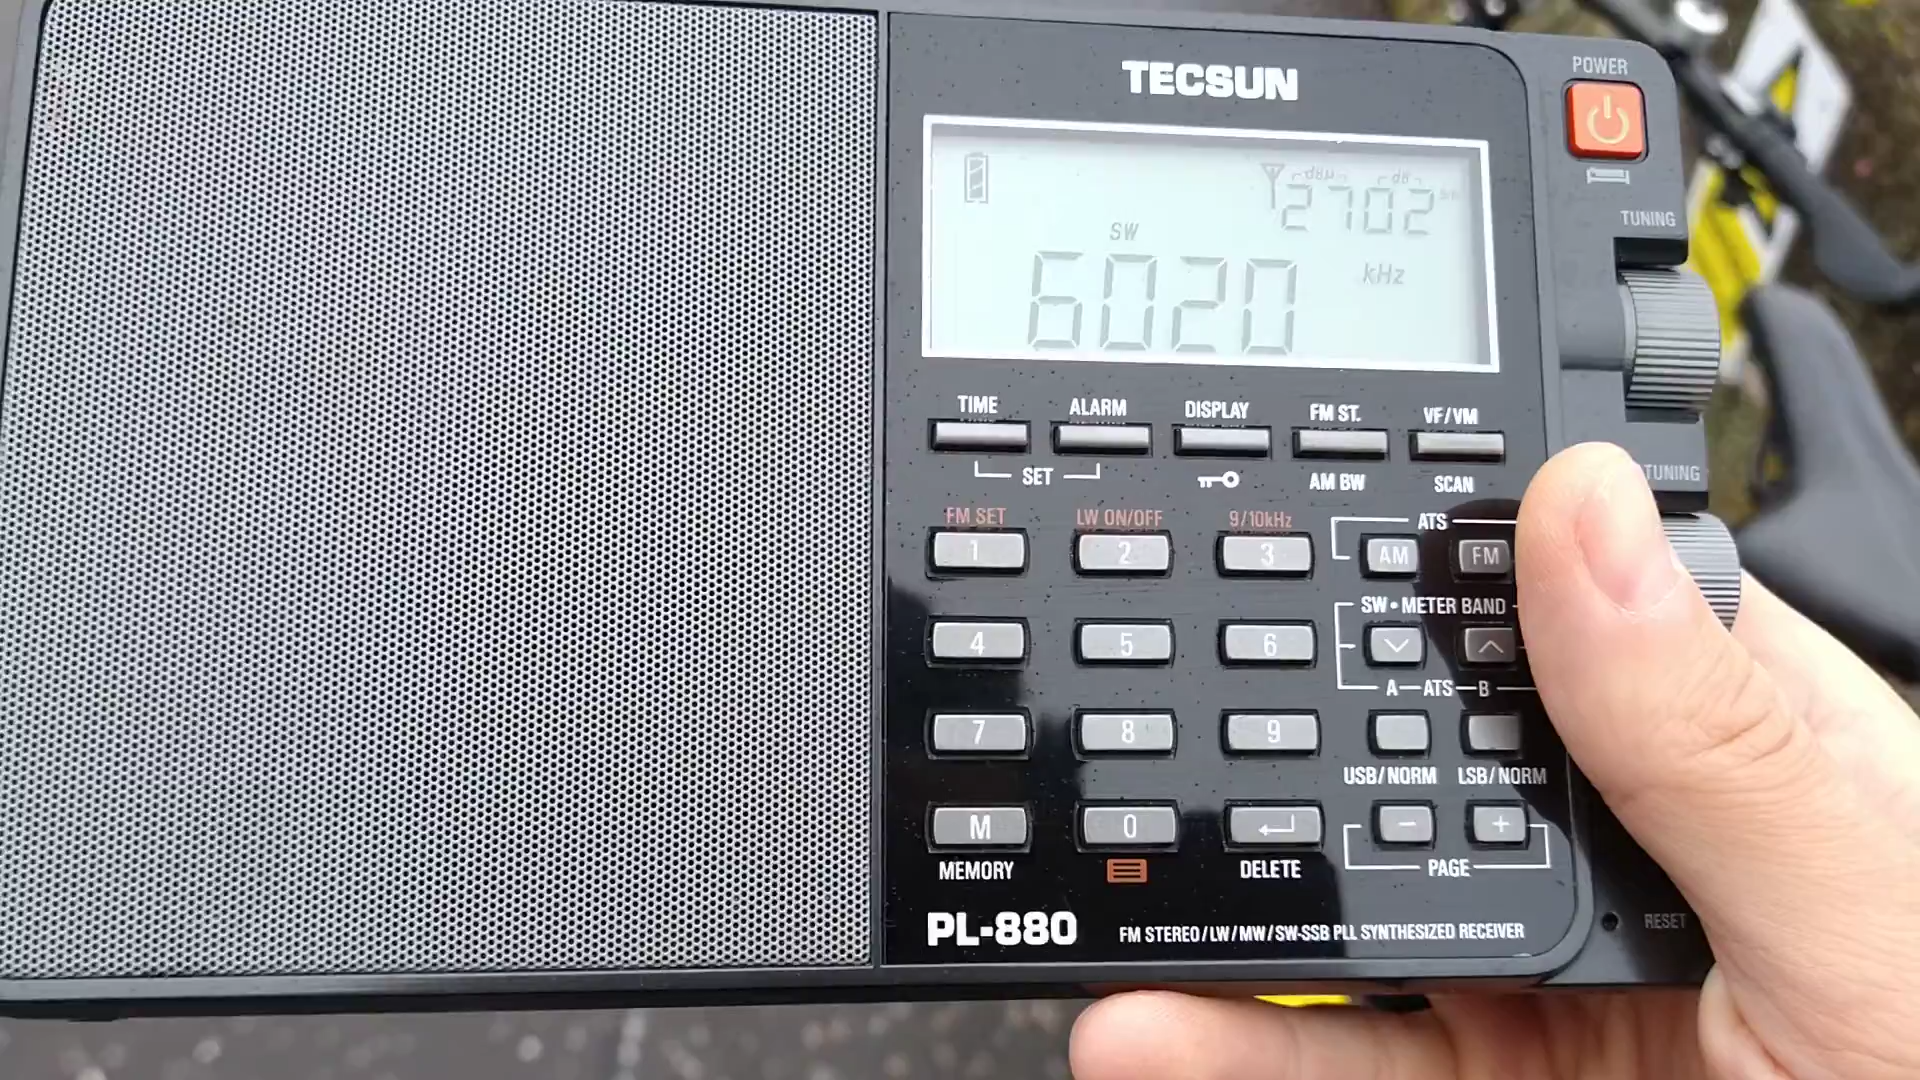 TECSUN
POWER
TUNING
dBµ dB
2702
SW
6020 kHz
TIME ALARM DISPLAY FM ST. VF/VM
SET AM BW SCAN
TUNING
FM SET LW ON/OFF 9/10kHz ATS
1 2 3 AM FM
SW•METER BAND
4 5 6
A ATS B
7 8 9
USB/NORM LSB/NORM
M 0 - +
MEMORY DELETE PAGE
PL-880 FM STEREO/LW/MW/SW-SSB PLL SYNTHESIZED RECEIVER
RESET